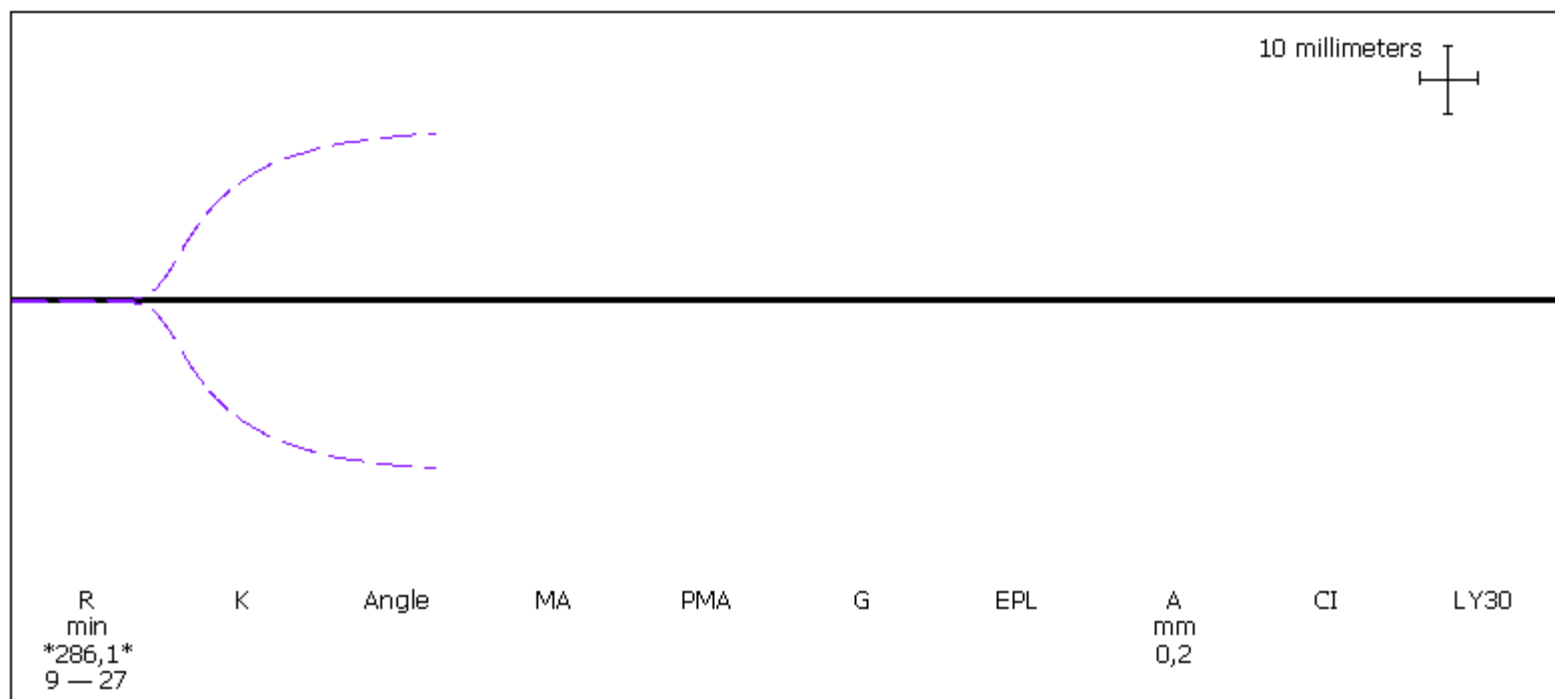 10 millimeters
R K Angle MA PMA G EPL A CI LY30
min mm
*286,1* 0,2
9 — 27